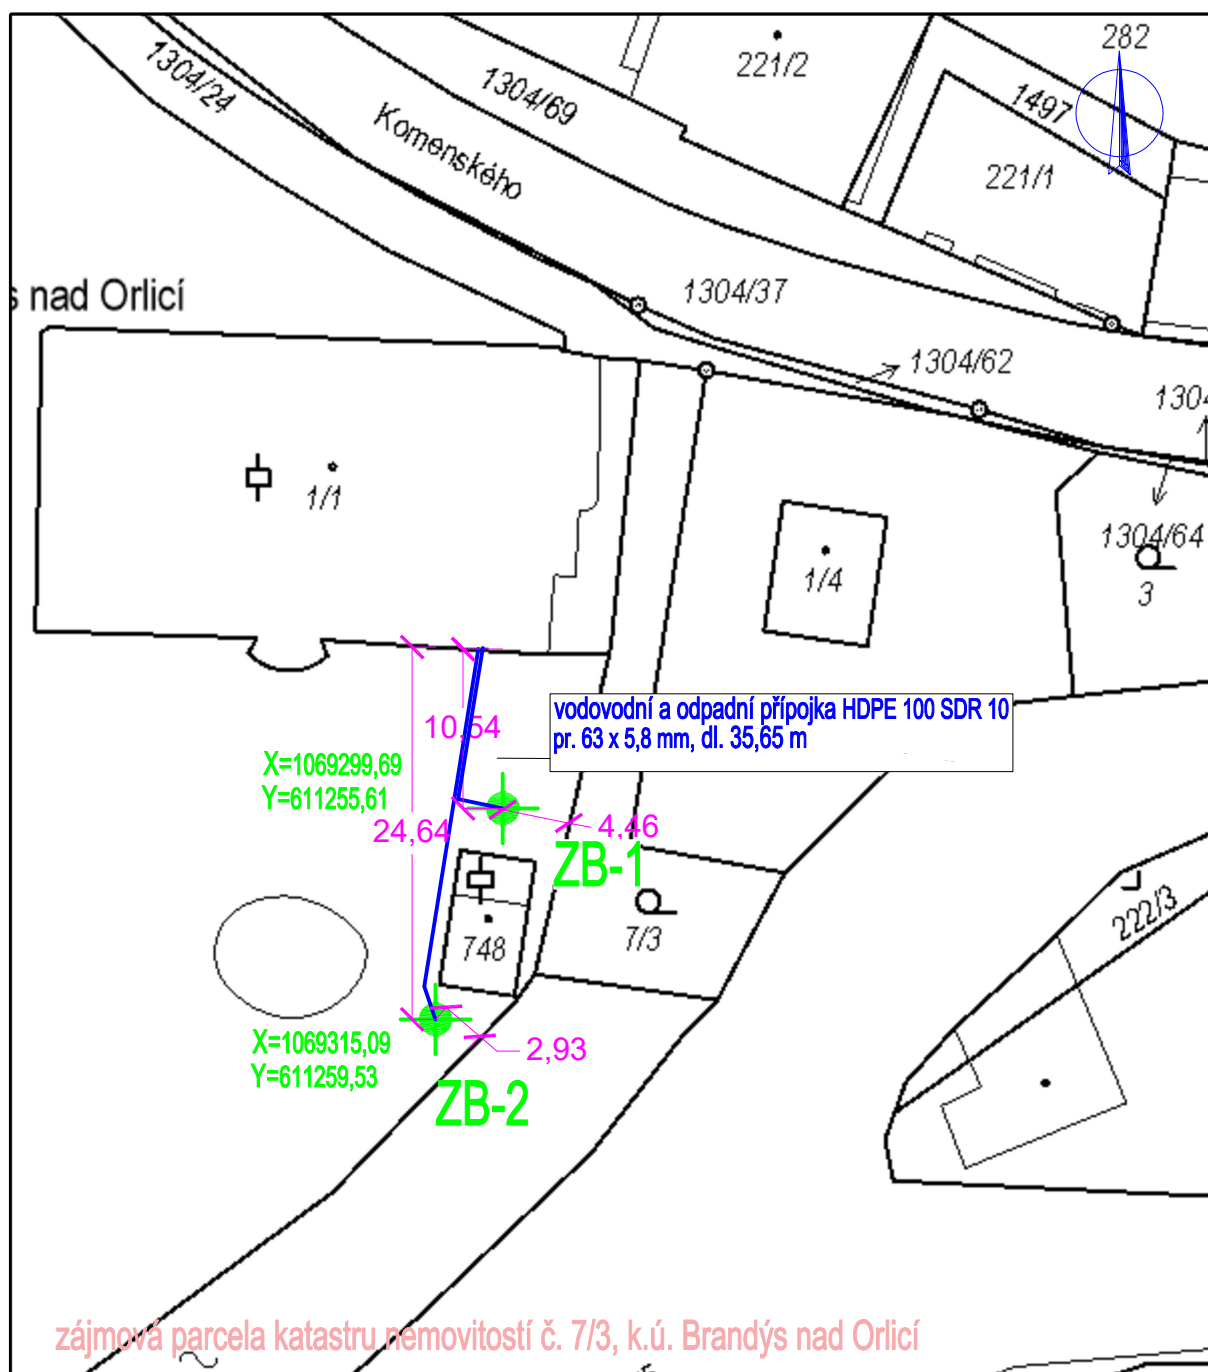 282
221/2
1304/24
1304/69
1497
Komenského
221/1
nad Orlicí
1304/37
1304/62
1304
1/1
1304/64
1/4
3
vodovodní a odpadní přípojka HDPE 100 SDR 10
pr. 63 x 5,8 mm, dl. 35,65 m
10,54
X=1069299,69
Y=611255,61
24,64
4,46
ZB-1
748
7/3
222/3
X=1069315,09
Y=611259,53
2,93
ZB-2
zájmová parcela katastru nemovitostí č. 7/3, k.ú. Brandýs nad Orlicí